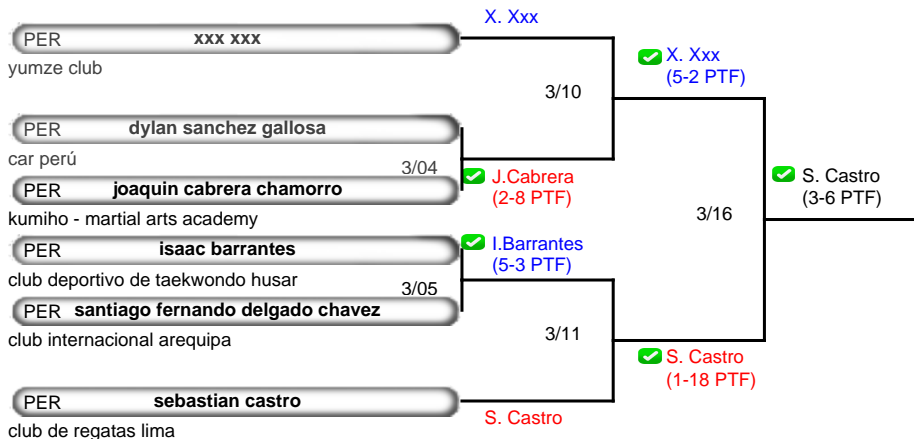 X. Xxx
PER xxx xxx
yumze club
X. Xxx
(5-2 PTF)
3/10
PER dylan sanchez gallosa
car perú
3/04
J.Cabrera
(2-8 PTF)
PER joaquin cabrera chamorro
kumiho - martial arts academy
S. Castro
(3-6 PTF)
3/16
PER isaac barrantes
club deportivo de taekwondo husar
I.Barrantes
(5-3 PTF)
3/05
PER santiago fernando delgado chavez
club internacional arequipa
3/11
S. Castro
(1-18 PTF)
PER sebastian castro
club de regatas lima
S. Castro